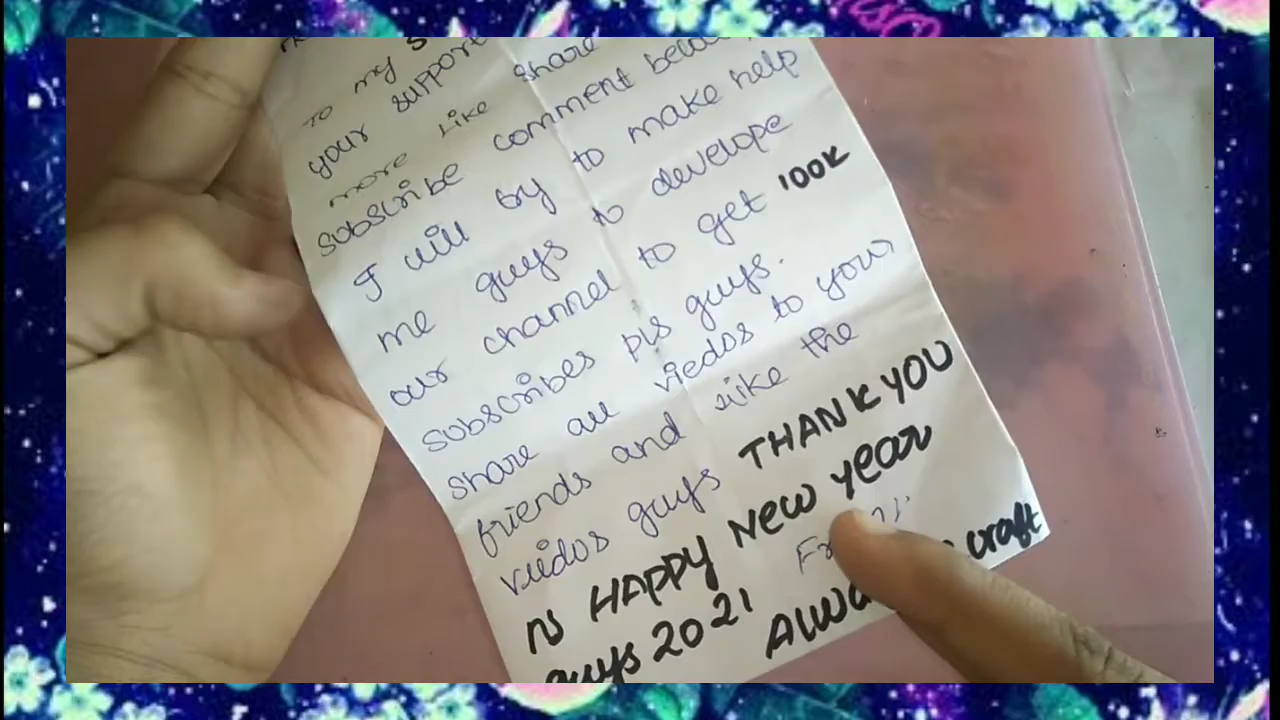 To my
your support
more Like share
subscribe comment
I will try to make help
me guys to develope
our channel to get 100K
subscribes pls guys.
share all viedos to your
friends and like the
viidos guys THANK YOU
HAPPY New year
guys 2021
craft